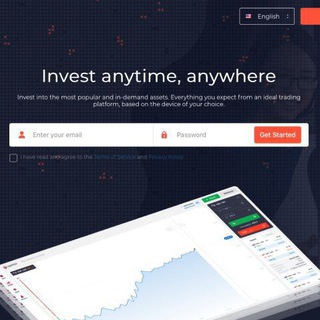 English
Invest anytime, anywhere
Invest into the most popular and in-demand assets. Everything you expect from an ideal trading
platform, based on the device of your choice.
Enter your email
Password
Get Started
I have read and agree to the Terms of Service and Privacy Policy